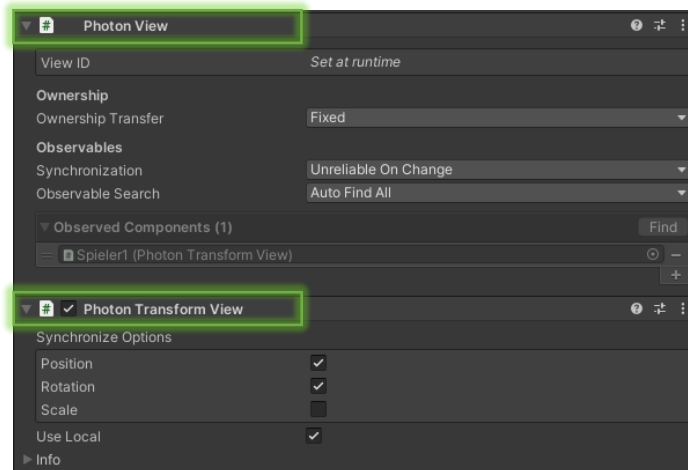 Photon View
View ID Set at runtime
Ownership
Ownership Transfer Fixed
Observables
Synchronization Unreliable On Change
Observable Search Auto Find All
Observed Components (1) Find
Spieler1 (Photon Transform View)
Photon Transform View
Synchronize Options
Position
Rotation
Scale
Use Local
Info